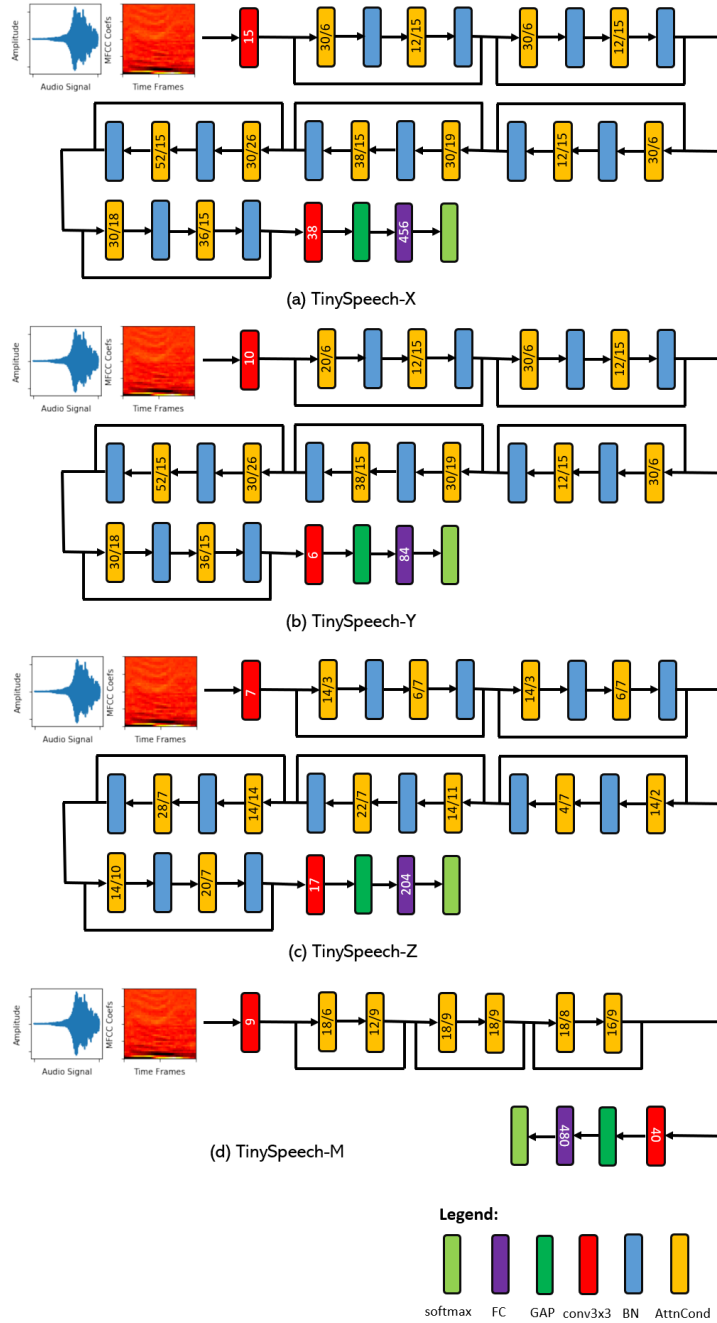 Amplitude
MFCC Coefs
15
30/6
12/15
30/6
12/15
Audio Signal
Time Frames
52/15
30/26
38/15
30/19
12/15
30/6
30/18
36/15
38
456
(a) TinySpeech-X
Amplitude
MFCC Coefs
10
20/6
12/15
30/6
12/15
Audio Signal
Time Frames
52/15
30/26
38/15
30/19
12/15
30/6
30/18
36/15
6
84
(b) TinySpeech-Y
Amplitude
MFCC Coefs
7
14/3
6/7
14/3
6/7
Audio Signal
Time Frames
28/7
14/14
22/7
14/11
4/7
14/2
14/10
20/7
17
204
(c) TinySpeech-Z
Amplitude
MFCC Coefs
9
18/6
12/9
18/9
18/9
18/8
16/9
Audio Signal
Time Frames
480
40
(d) TinySpeech-M
Legend:
softmax FC GAP conv3x3 BN AttnCond